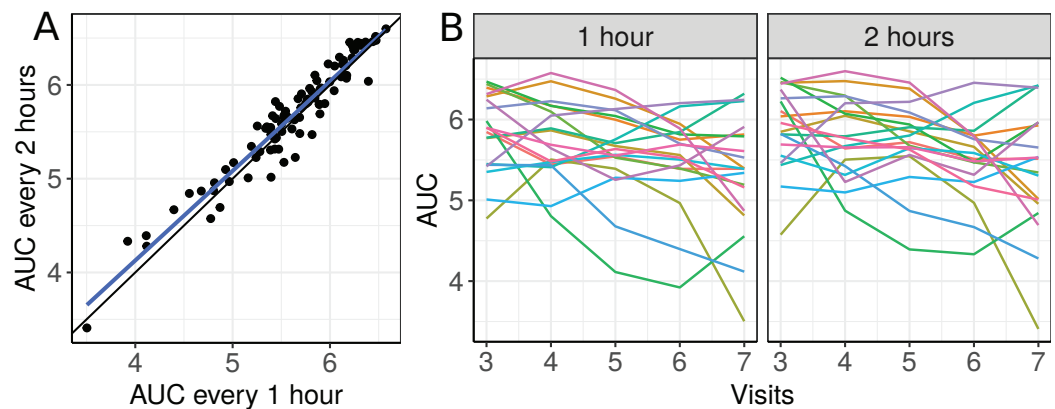 A
AUC every 2 hours
6
5
4
4 5 6
AUC every 1 hour
B
1 hour 2 hours
AUC
6
5
4
3 4 5 6 7 3 4 5 6 7
Visits